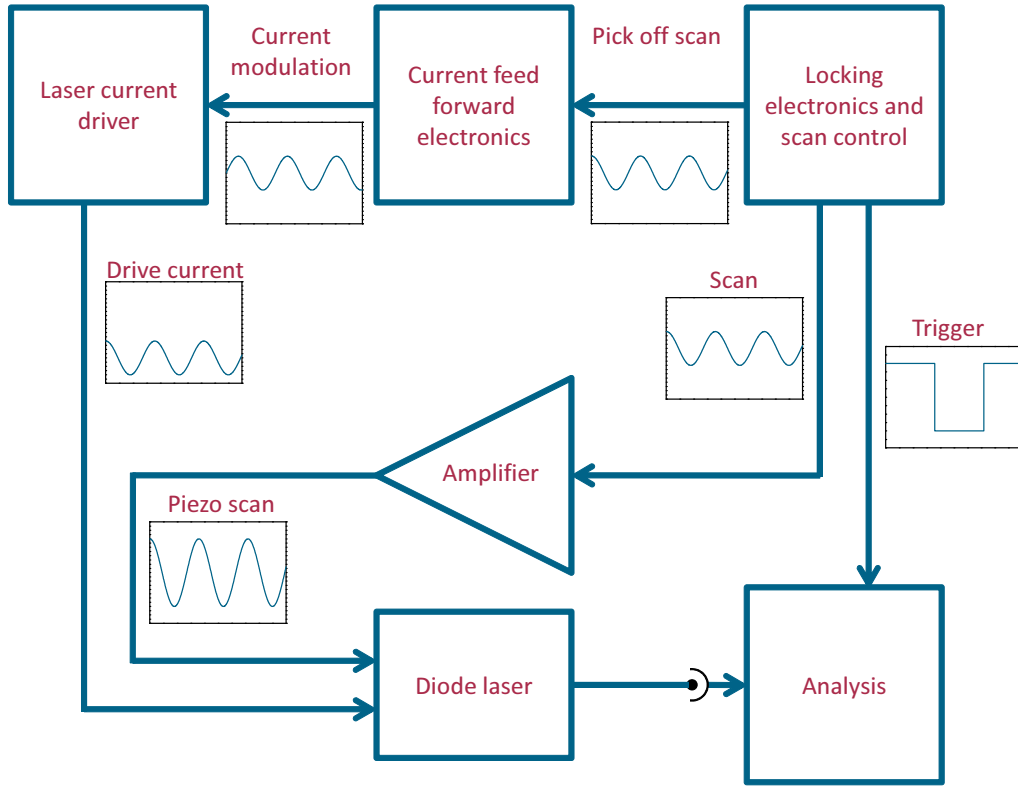 Laser current
driver
Current
modulation
Current feed
forward
electronics
Pick off scan
Locking
electronics and
scan control
Drive current
Scan
Trigger
Amplifier
Piezo scan
Diode laser
Analysis